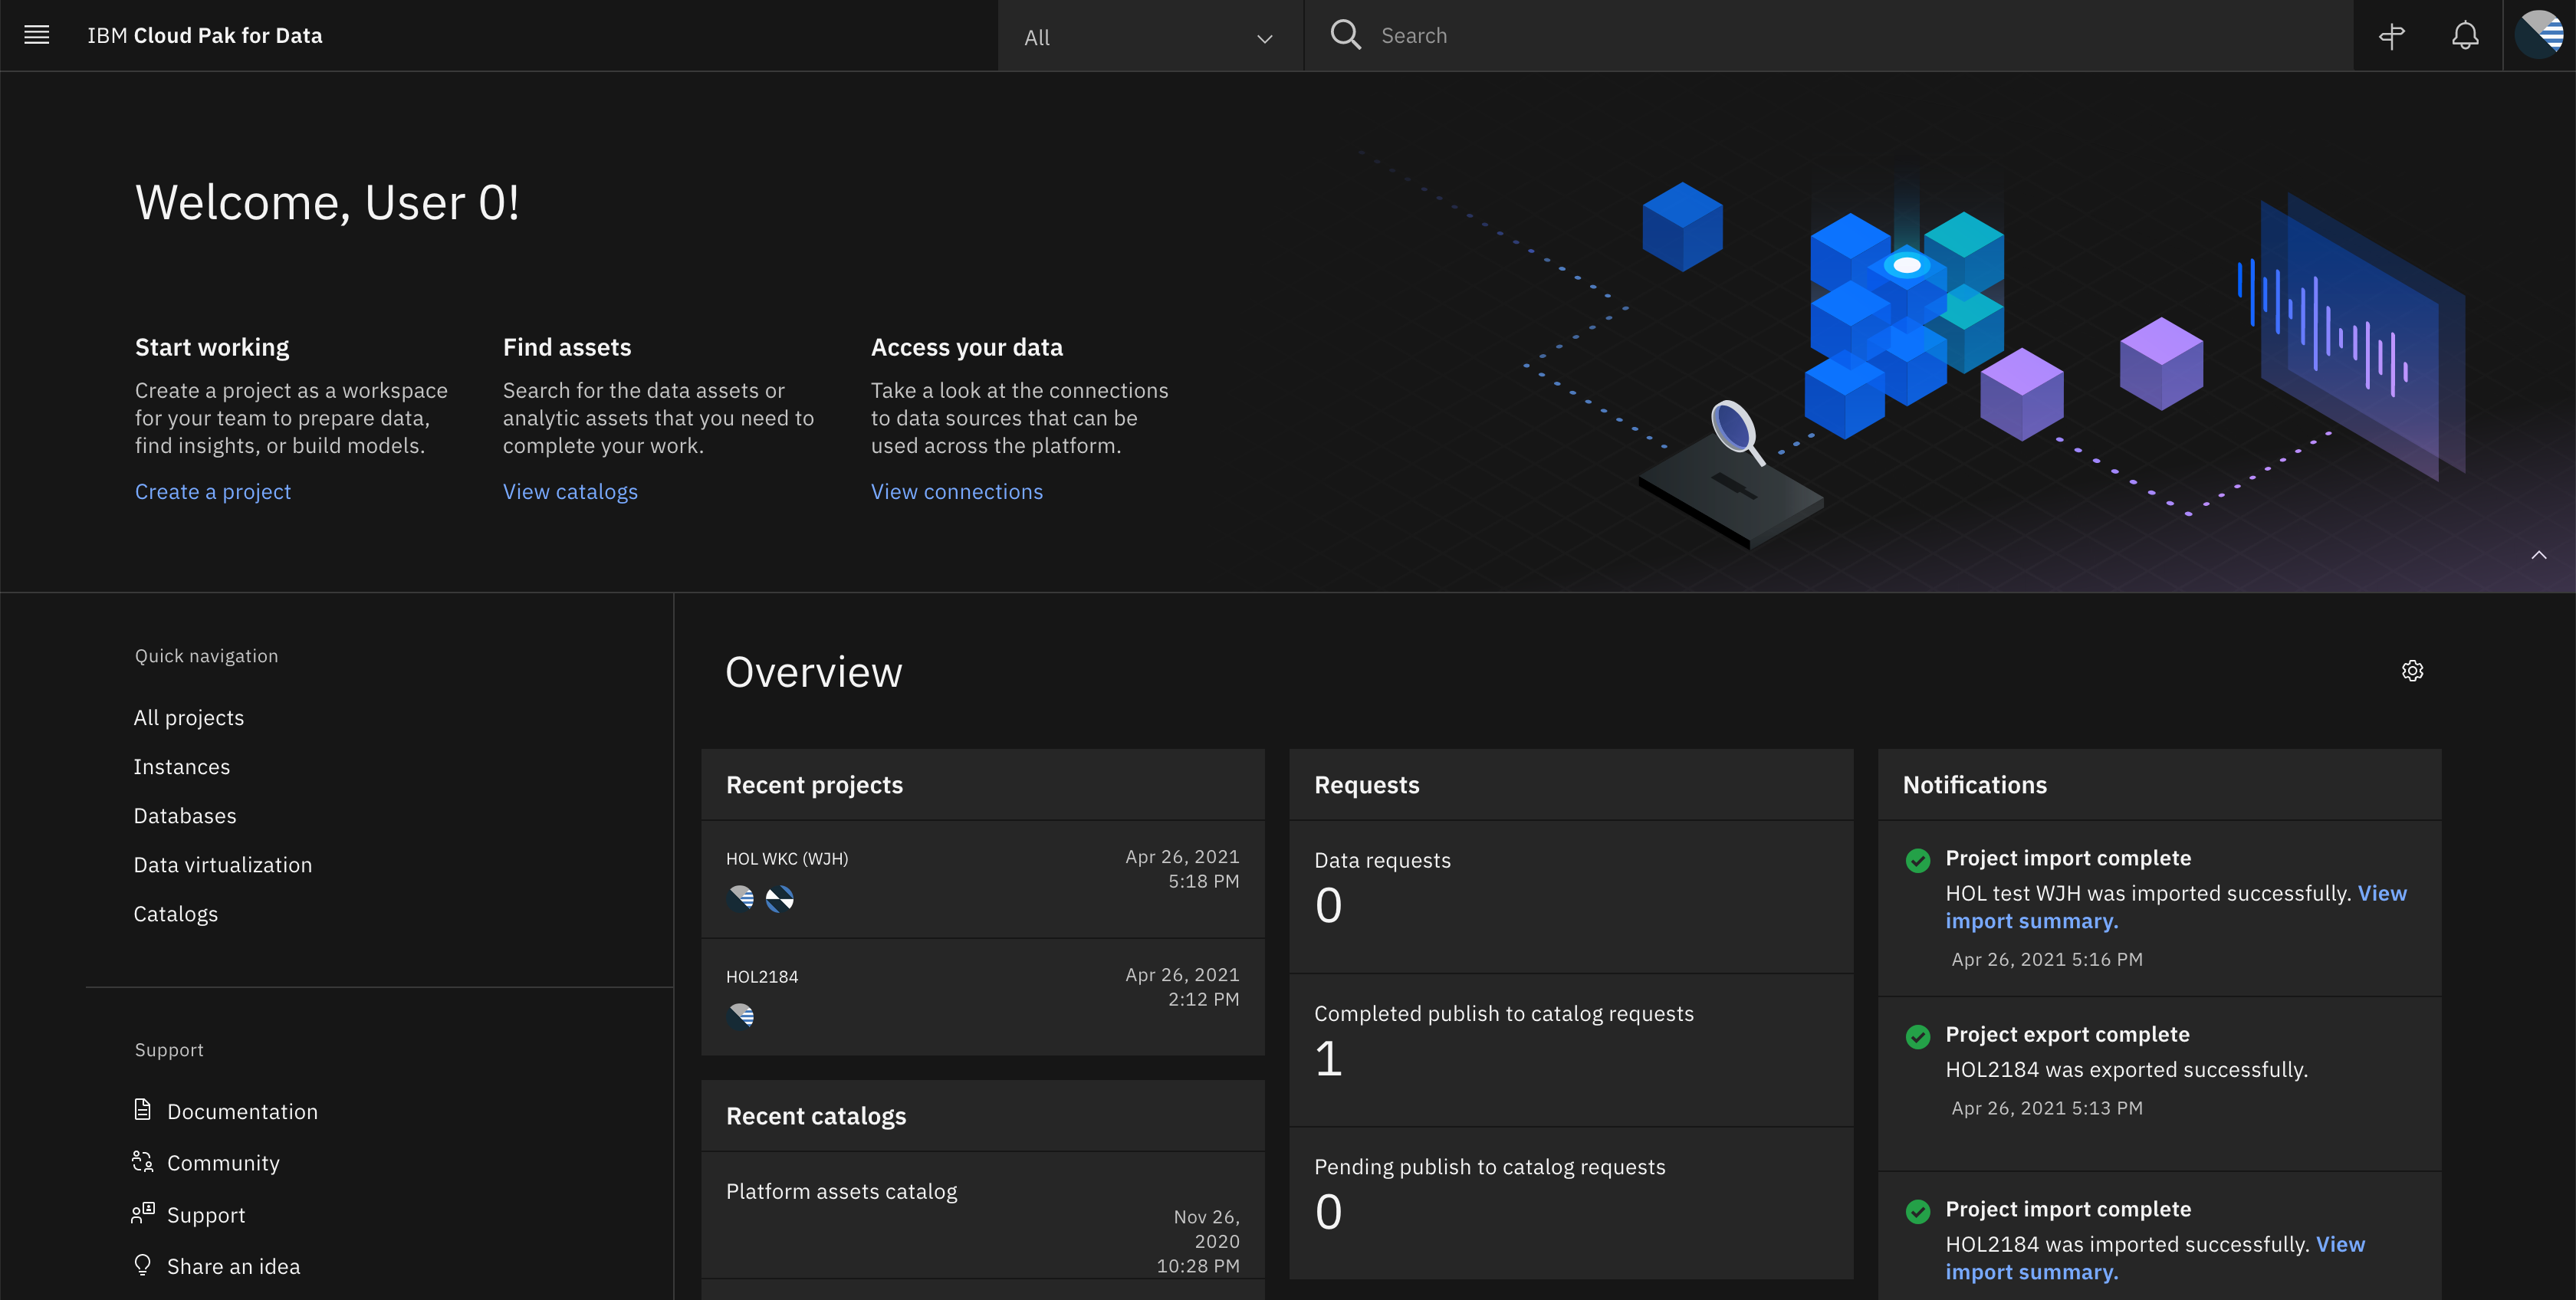 IBM Cloud Pak for Data
All
Search
Welcome, User 0!
Start working
Create a project as a workspace
for your team to prepare data,
find insights, or build models.
Create a project
Find assets
Search for the data assets or
analytic assets that you need to
complete your work.
View catalogs
Access your data
Take a look at the connections
to data sources that can be
used across the platform.
View connections
Quick navigation
All projects
Instances
Databases
Data virtualization
Catalogs
Support
Documentation
Community
Support
Share an idea
Overview
Recent projects
HOL WKC (WJH)
Apr 26, 2021
5:18 PM
HOL2184
Apr 26, 2021
2:12 PM
Recent catalogs
Platform assets catalog
Nov 26,
2020
10:28 PM
Requests
Data requests
0
Completed publish to catalog requests
1
Pending publish to catalog requests
0
Notifications
Project import complete
HOL test WJH was imported successfully. View
import summary.
Apr 26, 2021 5:16 PM
Project export complete
HOL2184 was exported successfully.
Apr 26, 2021 5:13 PM
Project import complete
HOL2184 was imported successfully. View
import summary.